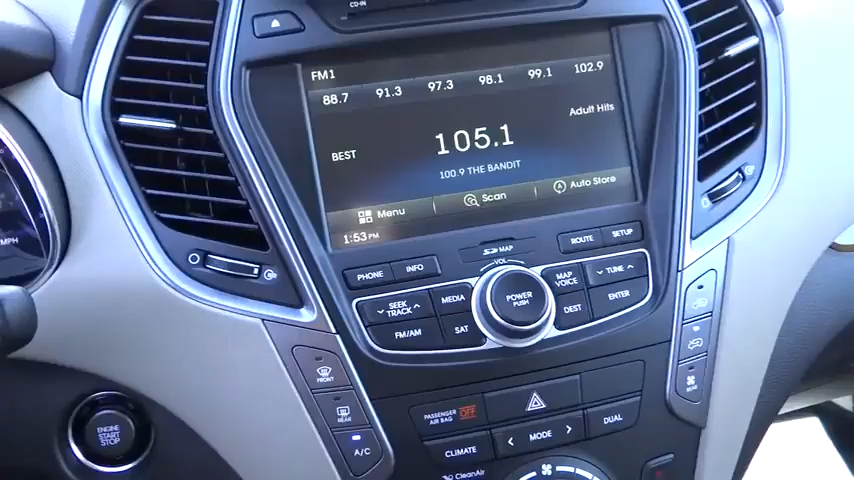 CD-IN
FM1
88.7 91.3 97.3 98.1 99.1 102.9
Adult Hits
BEST 105.1
100.9 THE BANDIT
Menu Scan Auto Store
1:53 PM
SD MAP
ROUTE SETUP
PHONE INFO
VOL
SEEK
TRACK
MEDIA
POWER
PUSH
MAP
VOICE
TUNE
FM/AM SAT DEST ENTER
FRONT
REAR
A/C
PASSENGER
AIR BAG OFF
CLIMATE MODE DUAL
CleanAir
REAR
ENGINE
START
STOP
MPH